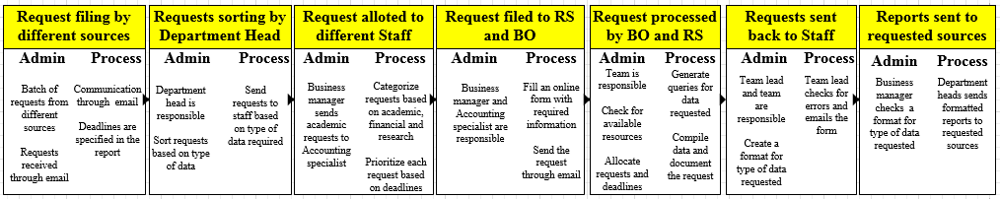 Request filing by
different sources
Admin Process
Batch of
requests from
different
sources
Requests
received
through email
Communication
through email
Deadlines are
specified in the
report
Requests sorting by
Department Head
Admin Process
Department
head is
responsible
Sort requests
based on type
of data
Send
requests to
staff based
on type of
data required
Request alloted to
different Staff
Admin Process
Business
manager
sends
academic
requests to
Accounting
specialist
Categorize
requests based
on academic,
financial and
research
Prioritize each
request based
on deadlines
Request filed to RS
and BO
Admin Process
Business
manager and
Accounting
specialist are
responsible
Fill an online
form with
required
information
Send the
request
through email
Request processed
by BO and RS
Admin Process
Team is
responsible
Check for
available
resources
Allocate
requests and
deadlines
Generate
queries for
data
requested
Compile
data and
document
the request
Requests sent
back to Staff
Admin Process
Team lead
and team
are
responsible
Create a
format for
type of data
requested
Team lead
checks for
errors and
emails the
form
Reports sent to
requested sources
Admin Process
Business
manager
checks a
format for
type of data
requested
Department
heads sends
formatted
reports to
requested
sources